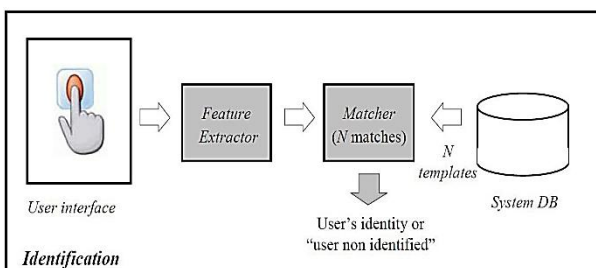 Feature
Extractor
Matcher
(N matches)
N
templates
User interface
System DB
User's identity or
"user non identified"
Identification